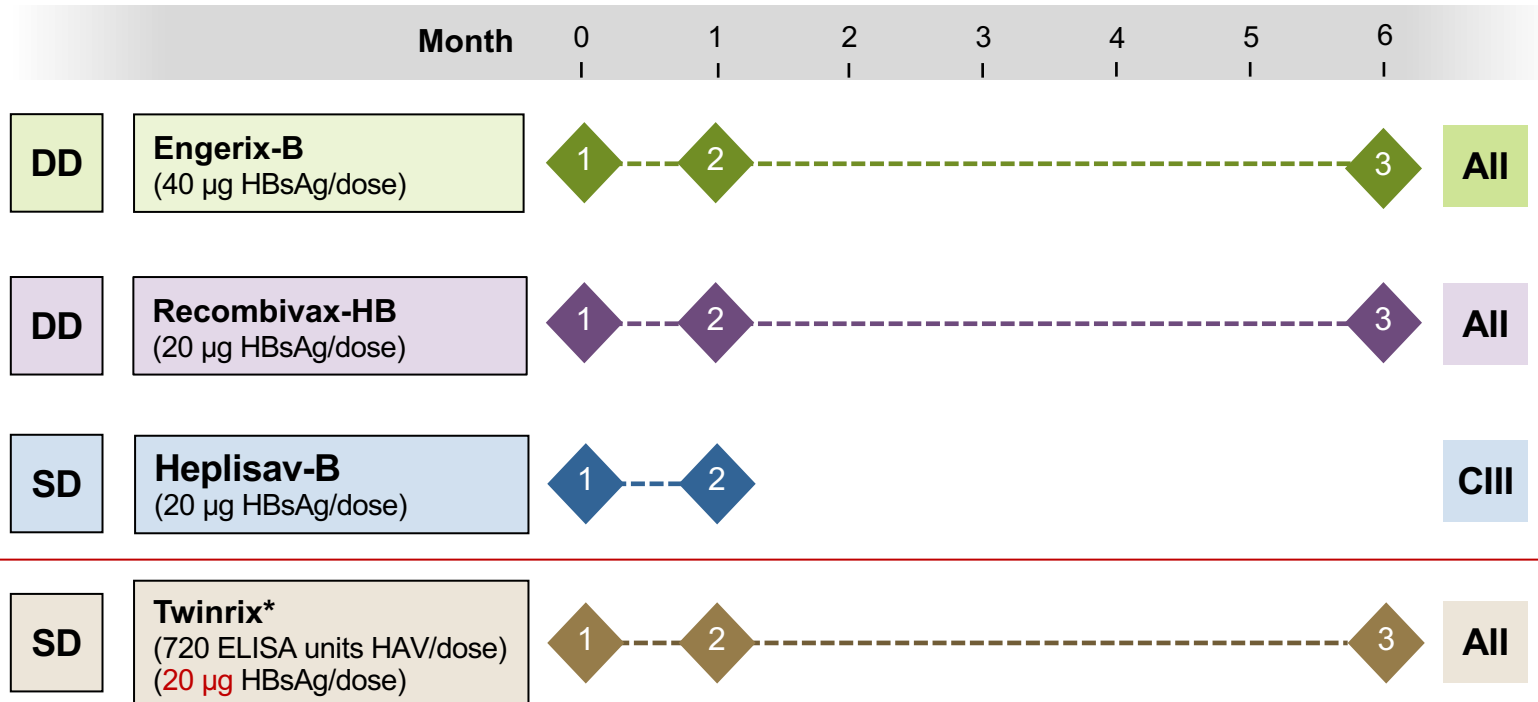 Month 0 1 2 3 4 5 6
DD
Engerix-B
(40 µg HBsAg/dose)
1 2 3
AII
DD
Recombivax-HB
(20 µg HBsAg/dose)
1 2 3
AII
SD
Heplisav-B
(20 µg HBsAg/dose)
1 2
CIII
SD
Twinrix*
(720 ELISA units HAV/dose)
(20 µg HBsAg/dose)
1 2 3
AII